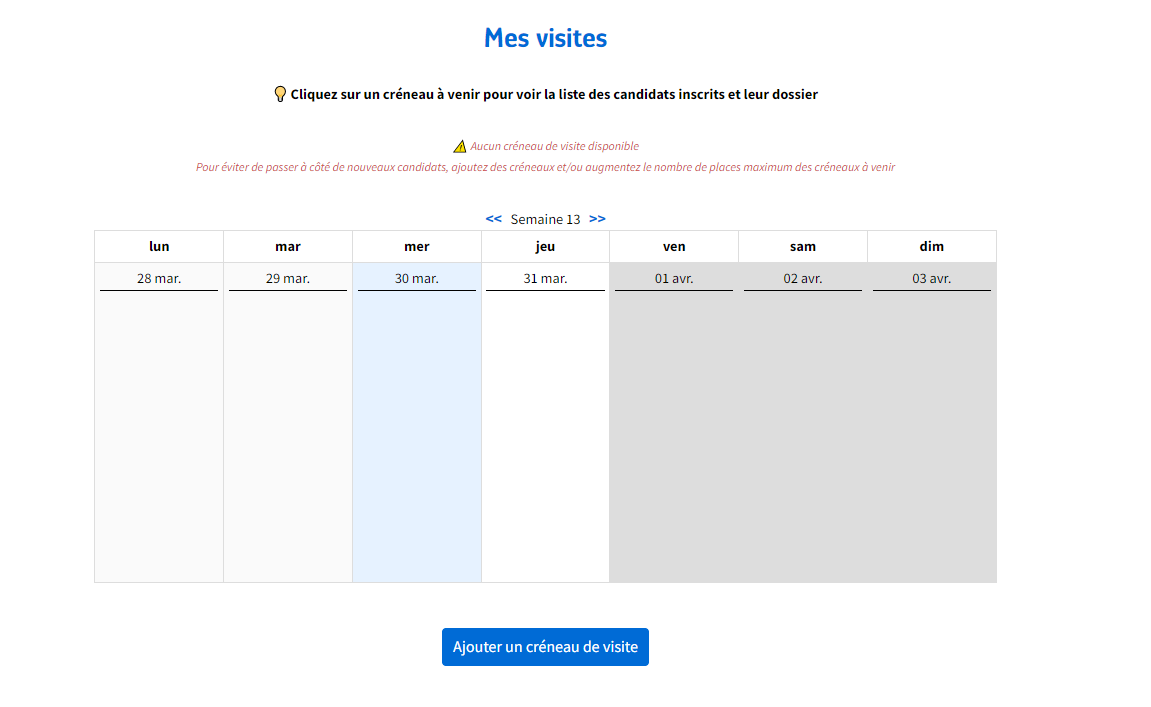 Mes visites
Cliquez sur un créneau à venir pour voir la liste des candidats inscrits et leur dossier
Aucun créneau de visite disponible
Pour éviter de passer à côté de nouveaux candidats, ajoutez des créneaux et/ou augmentez le nombre de places maximum des créneaux à venir
<< Semaine 13 >>
lun mar mer jeu ven sam dim
28 mar. 29 mar. 30 mar. 31 mar. 01 avr. 02 avr. 03 avr.
Ajouter un créneau de visite